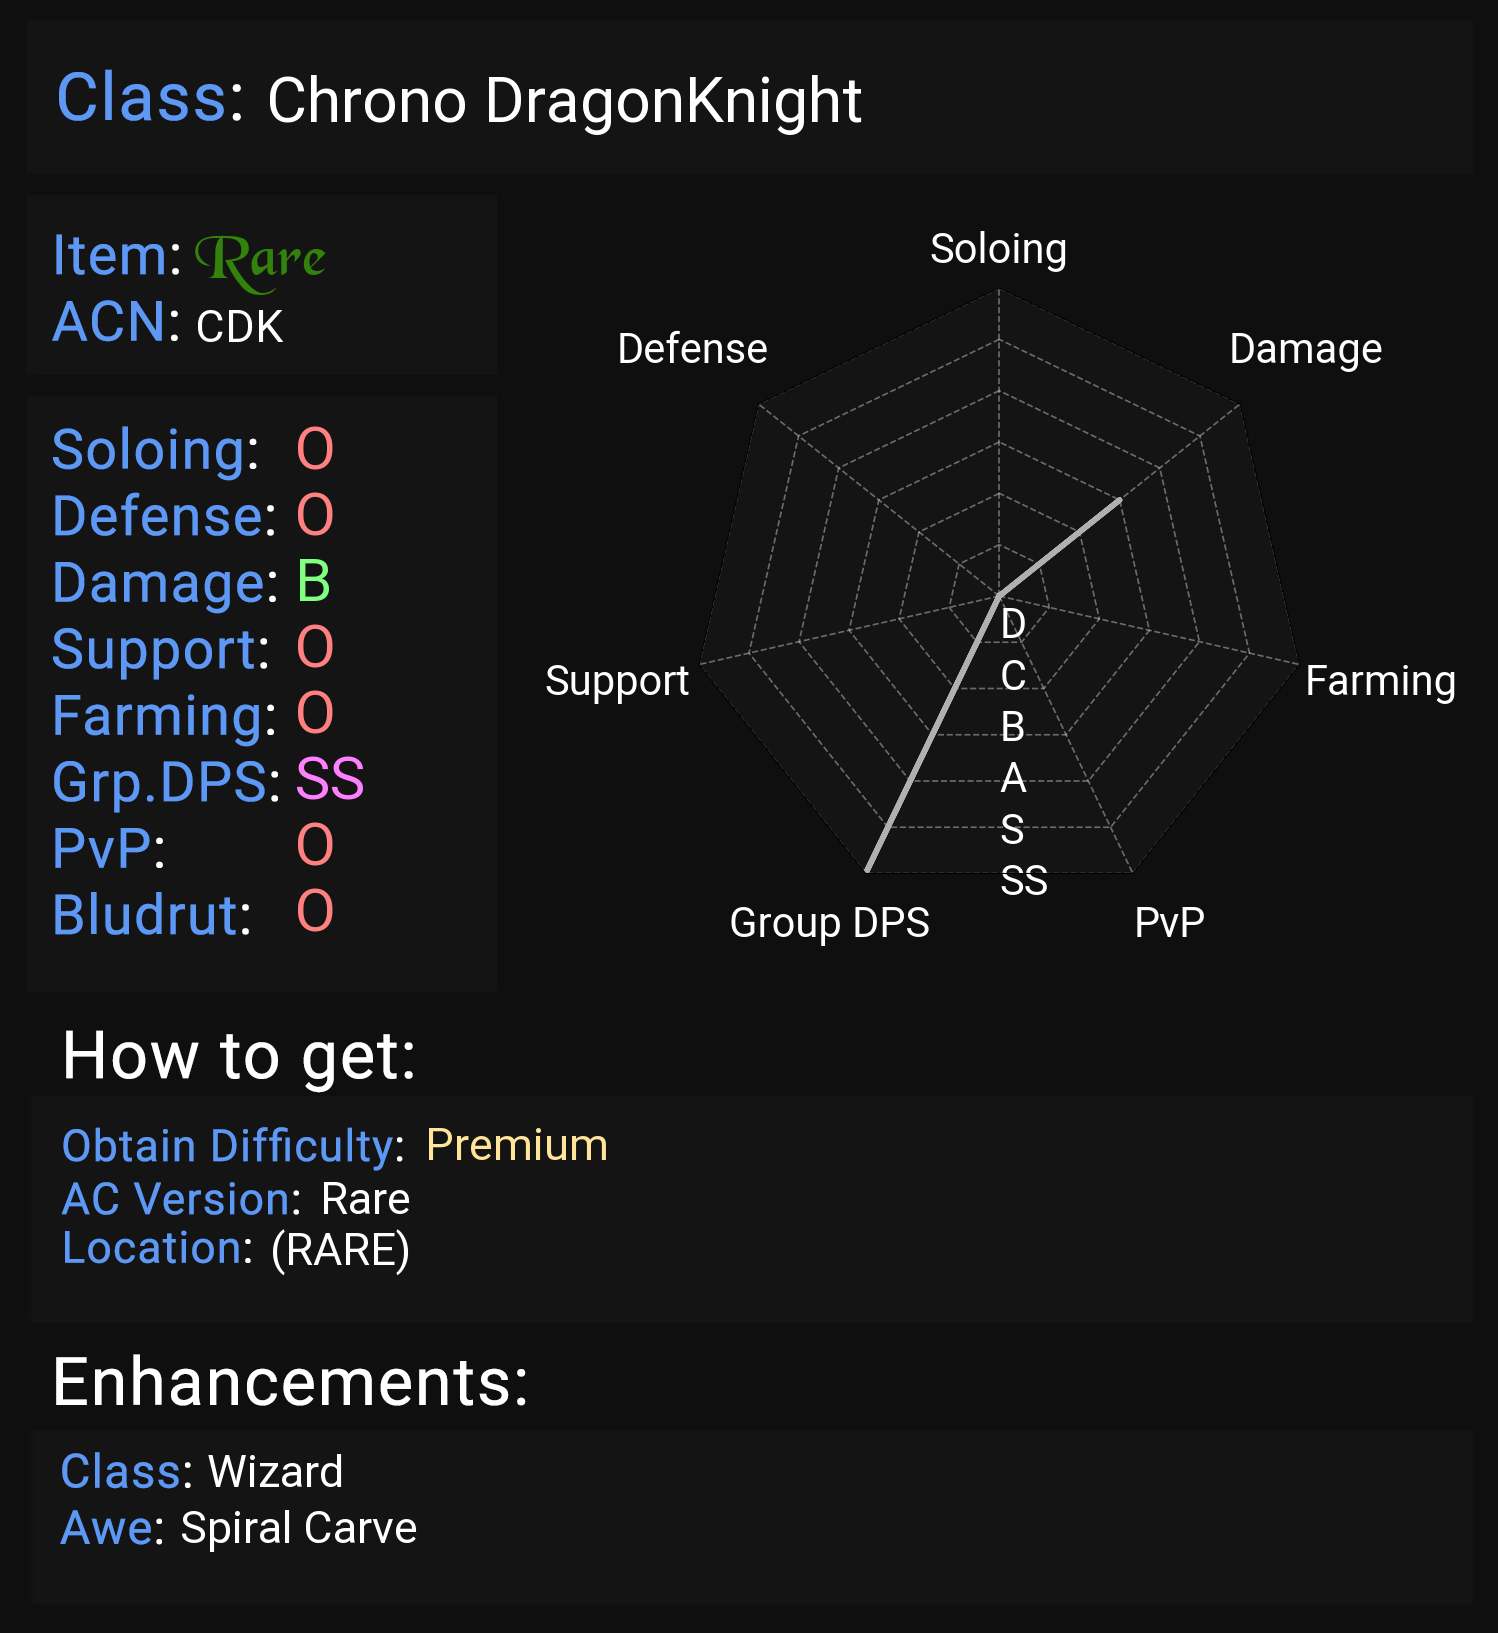 Class: Chrono DragonKnight
Item: Rare
ACN: CDK
Soloing: O
Defense: O
Damage: B
Support: O
Farming: O
Grp.DPS: SS
PvP: O
Bludrut: O
Soloing
Defense
Damage
Support
Farming
Group DPS
PvP
D
C
B
A
S
SS
How to get:
Obtain Difficulty: Premium
AC Version: Rare
Location: (RARE)
Enhancements:
Class: Wizard
Awe: Spiral Carve